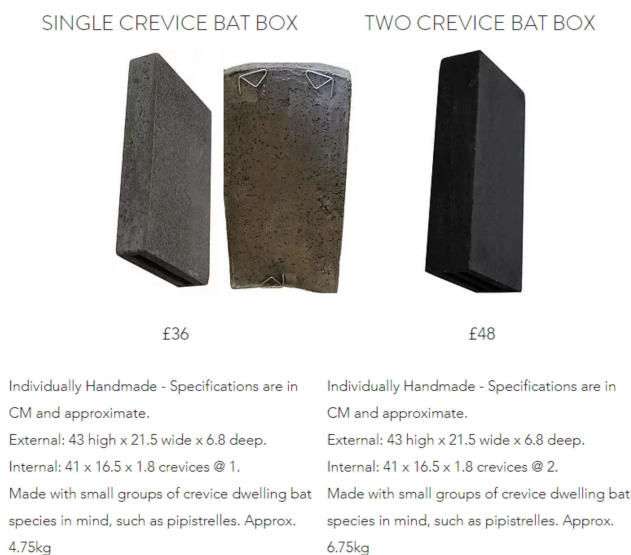 SINGLE CREVICE BAT BOX
TWO CREVICE BAT BOX
£36
£48
Individually Handmade - Specifications are in
CM and approximate.
External: 43 high x 21.5 wide x 6.8 deep.
Internal: 41 x 16.5 x 1.8 crevices @ 1.
Made with small groups of crevice dwelling bat
species in mind, such as pipistrelles. Approx.
4.75kg
Individually Handmade - Specifications are in
CM and approximate.
External: 43 high x 21.5 wide x 6.8 deep.
Internal: 41 x 16.5 x 1.8 crevices @ 2.
Made with small groups of crevice dwelling bat
species in mind, such as pipistrelles. Approx.
6.75kg